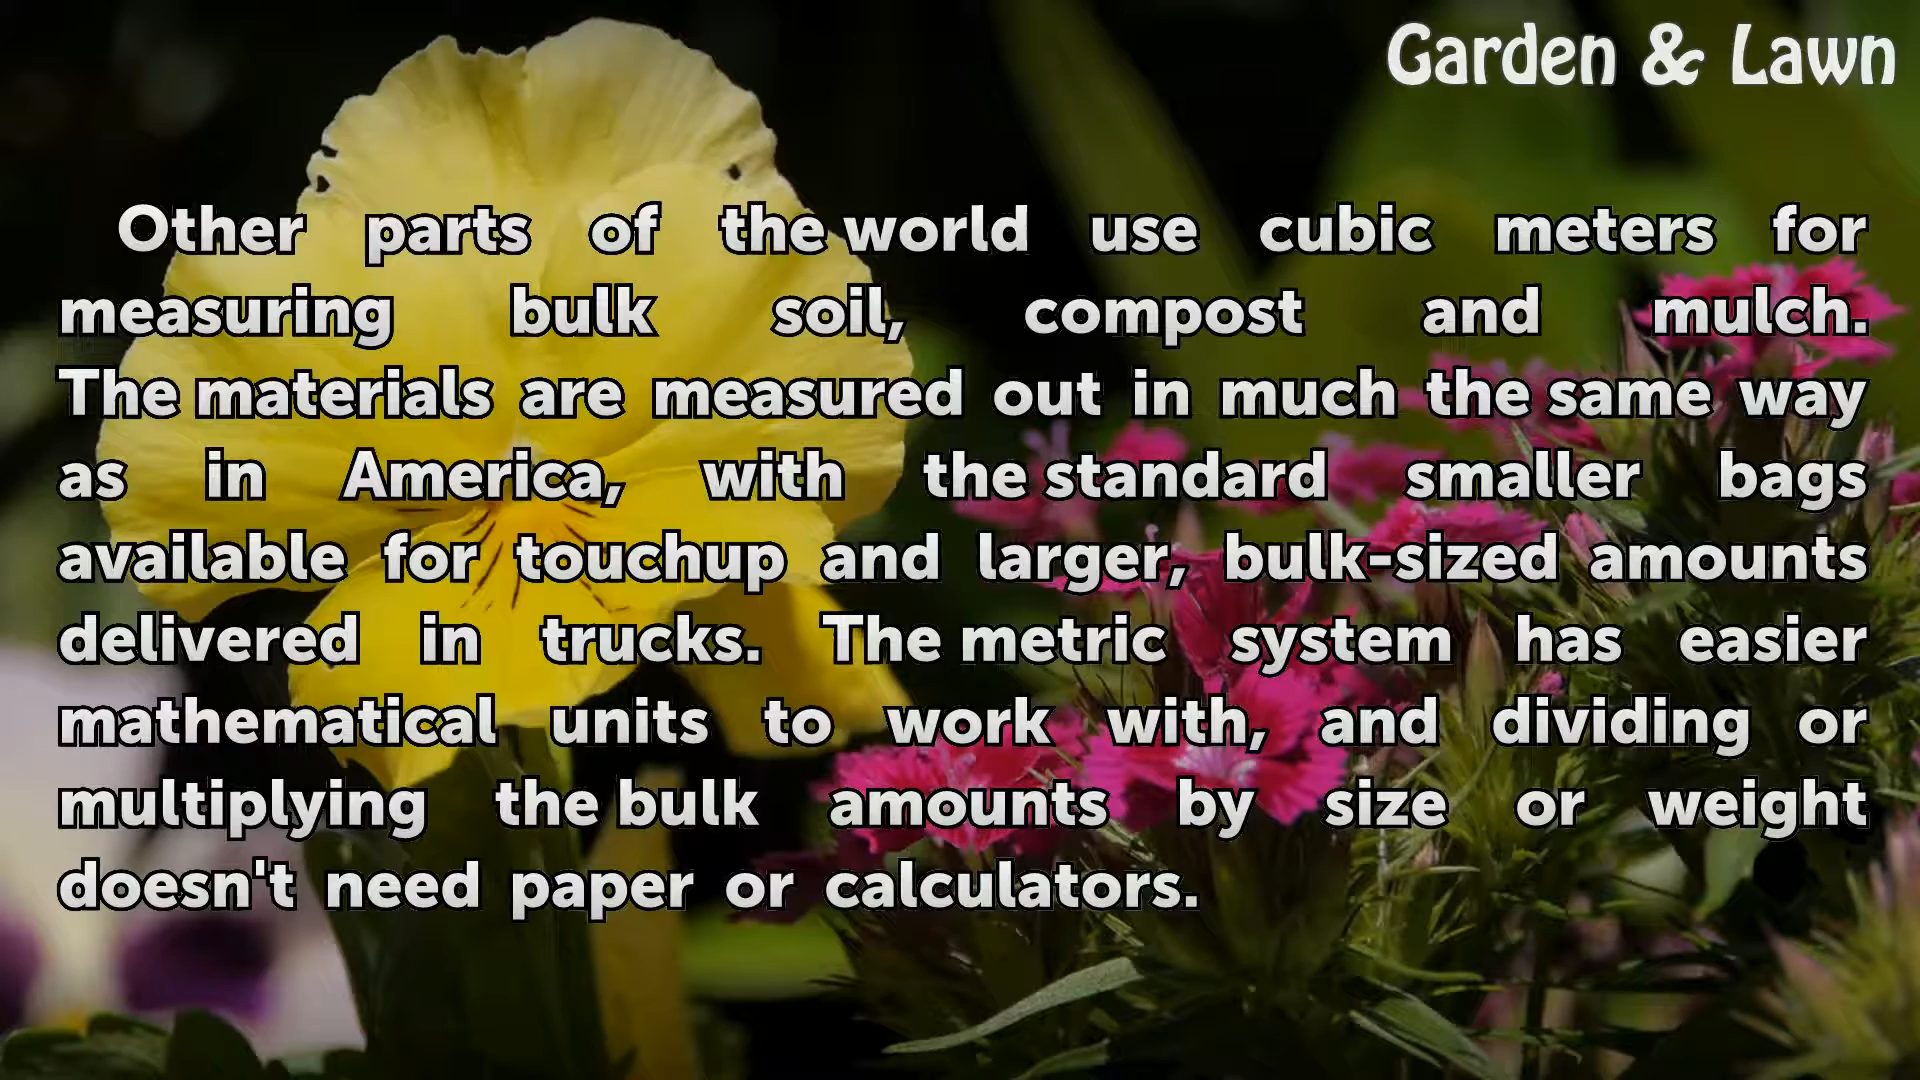 Garden & Lawn
Other parts of the world use cubic meters for
measuring bulk soil, compost and mulch.
The materials are measured out in much the same way
as in America, with the standard smaller bags
available for touchup and larger, bulk-sized amounts
delivered in trucks. The metric system has easier
mathematical units to work with, and dividing or
multiplying the bulk amounts by size or weight
doesn't need paper or calculators.